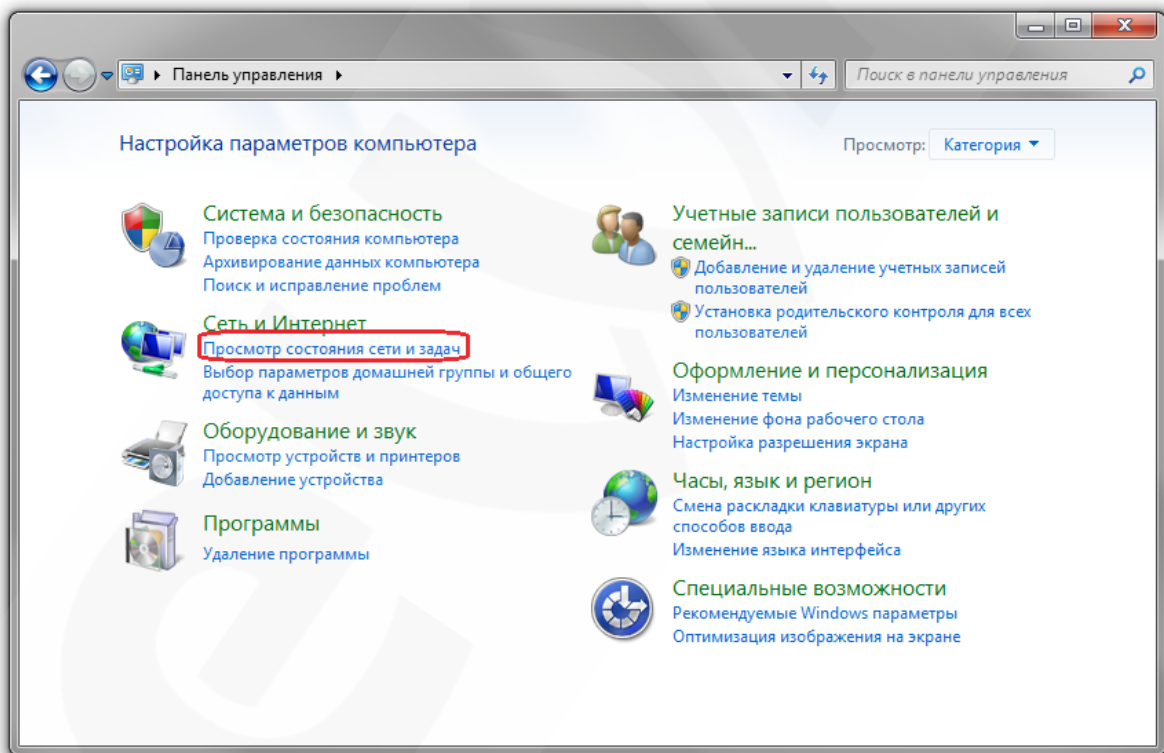 Панель управления
Поиск в панели управления
Настройка параметров компьютера
Просмотр: Категория
Система и безопасность
Проверка состояния компьютера
Архивирование данных компьютера
Поиск и исправление проблем
Сеть и Интернет
Просмотр состояния сети и задач
Выбор параметров домашней группы и общего
доступа к данным
Оборудование и звук
Просмотр устройств и принтеров
Добавление устройства
Программы
Удаление программы
Учетные записи пользователей и
семейн...
Добавление и удаление учетных записей
пользователей
Установка родительского контроля для всех
пользователей
Оформление и персонализация
Изменение темы
Изменение фона рабочего стола
Настройка разрешения экрана
Часы, язык и регион
Смена раскладки клавиатуры или других
способов ввода
Изменение языка интерфейса
Специальные возможности
Рекомендуемые Windows параметры
Оптимизация изображения на экране